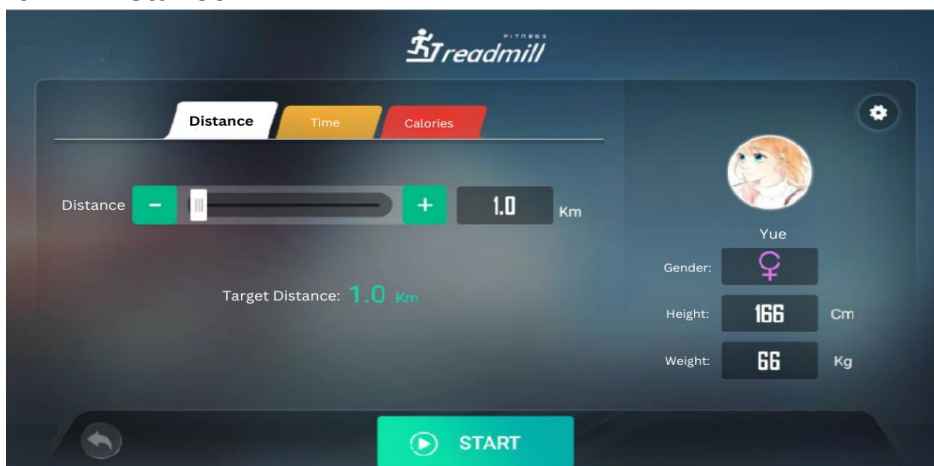 FITNESS
Treadmill
Distance Time Calories
Distance - + 1.0 Km
Target Distance: 1.0 Km
Yue
Gender:
Height: 166 Cm
Weight: 66 Kg
START